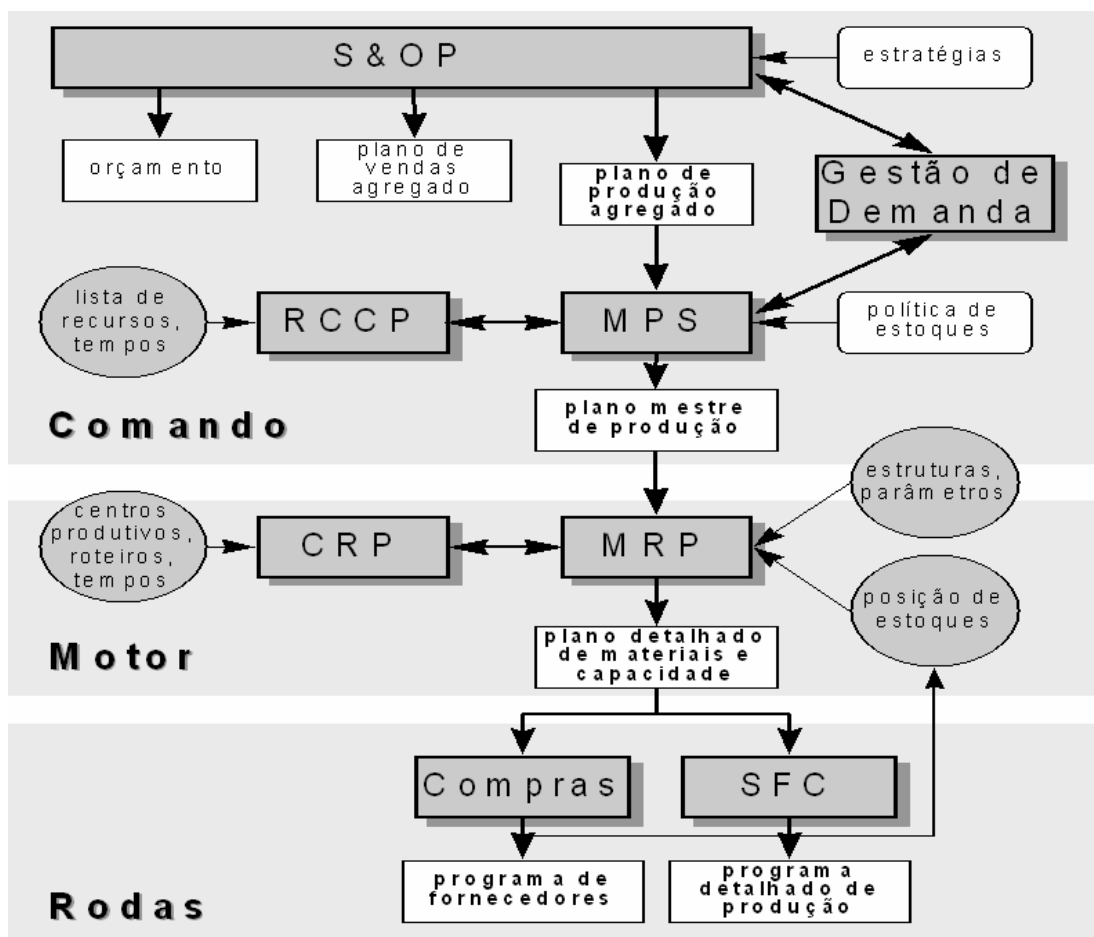 S&OP
estratégias
orçamento
plano de
vendas
agregado
plano de
produção
agregado
Gestão de
Demanda
lista de
recursos,
tempos
RCCP
MPS
política de
estoques
Comando
plano mestre
de produção
estruturas,
parâmetros
centros
produtivos,
roteiros,
tempos
CRP
MRP
posição de
estoques
Motor
plano detalhado
de materiais e
capacidade
Compras
SFC
programa de
fornecedores
programa
detalhado de
produção
Rodas